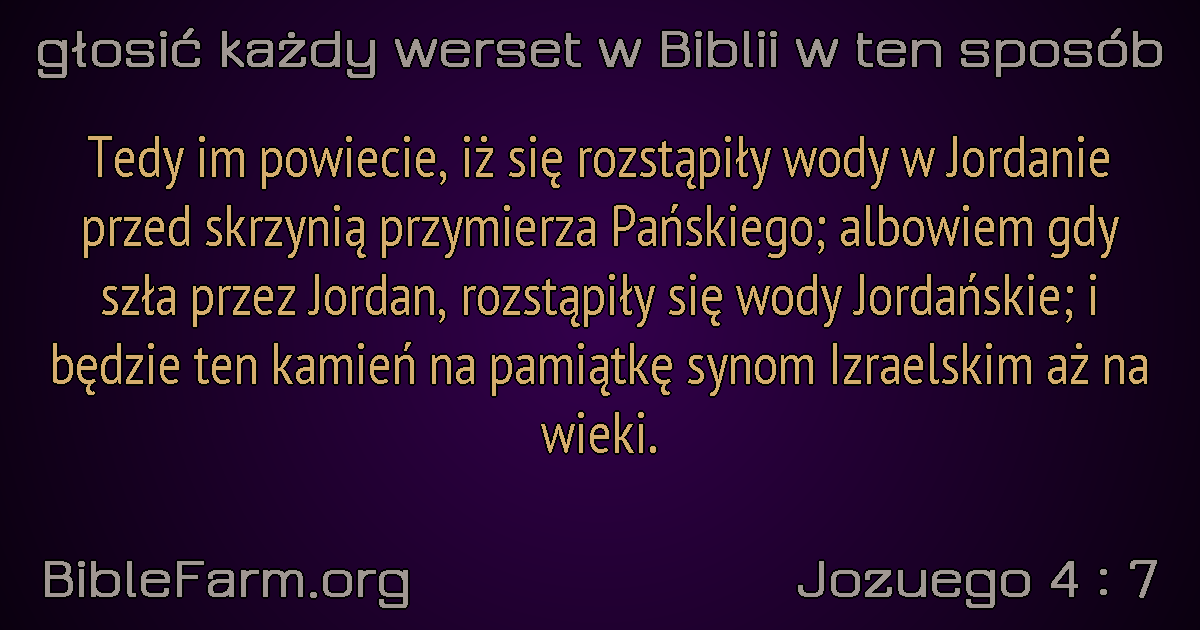 głosić każdy werset w Biblii w ten sposób
Tedy im powiecie, iż się rozstąpiły wody w Jordanie
przed skrzynią przymierza Pańskiego; albowiem gdy
szła przez Jordan, rozstąpiły się wody Jordańskie; i
będzie ten kamień na pamiątkę synom Izraelskim aż na
wieki.
BibleFarm.org
Jozuego 4 : 7